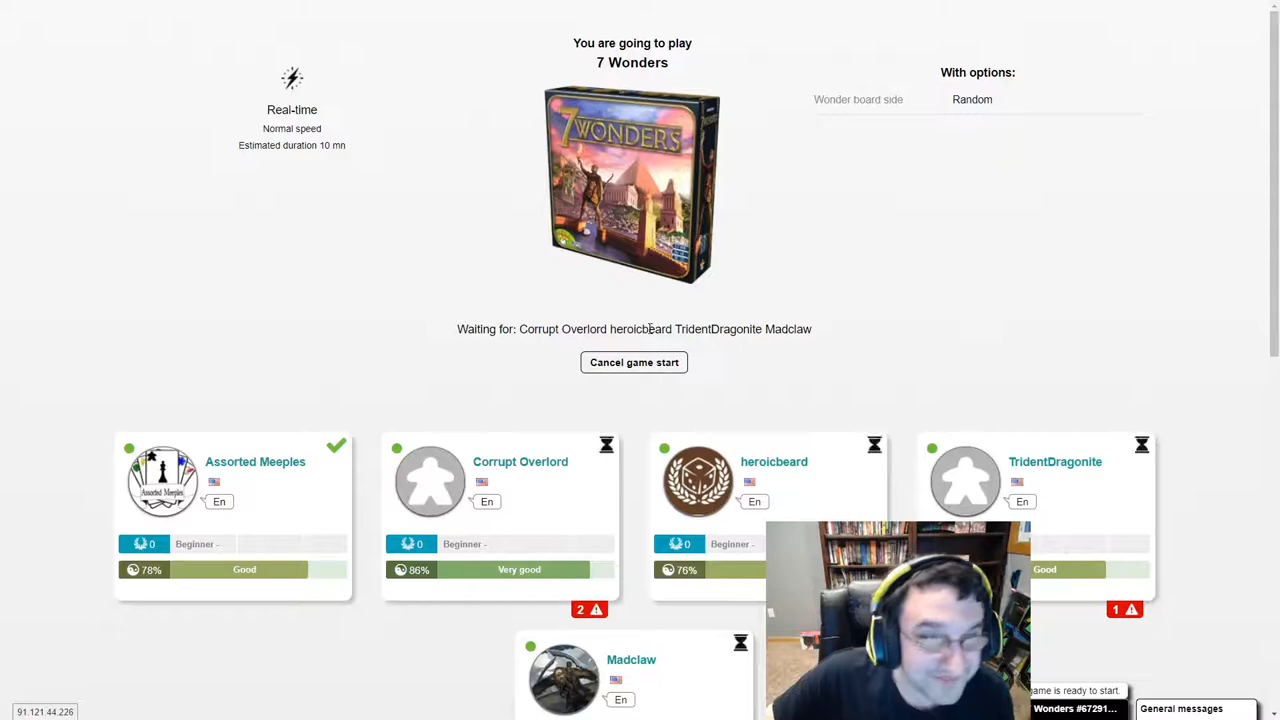 You are going to play
7 Wonders
Real-time
Normal speed
Estimated duration 10 mn
With options:
Wonder board side Random
7 WONDERS
Waiting for: Corrupt Overlord heroicbeard TridentDragonite Madclaw
Cancel game start
Assorted Meeples
En
Assorted Meeples
0 Beginner -
78% Good
Corrupt Overlord
En
0 Beginner -
86% Very good
2
heroicbeard
En
0 Beginner -
76%
TridentDragonite
En
Good
1
Madclaw
En
game is ready to start.
Wonders #67291...
General messages
91.121 44.226